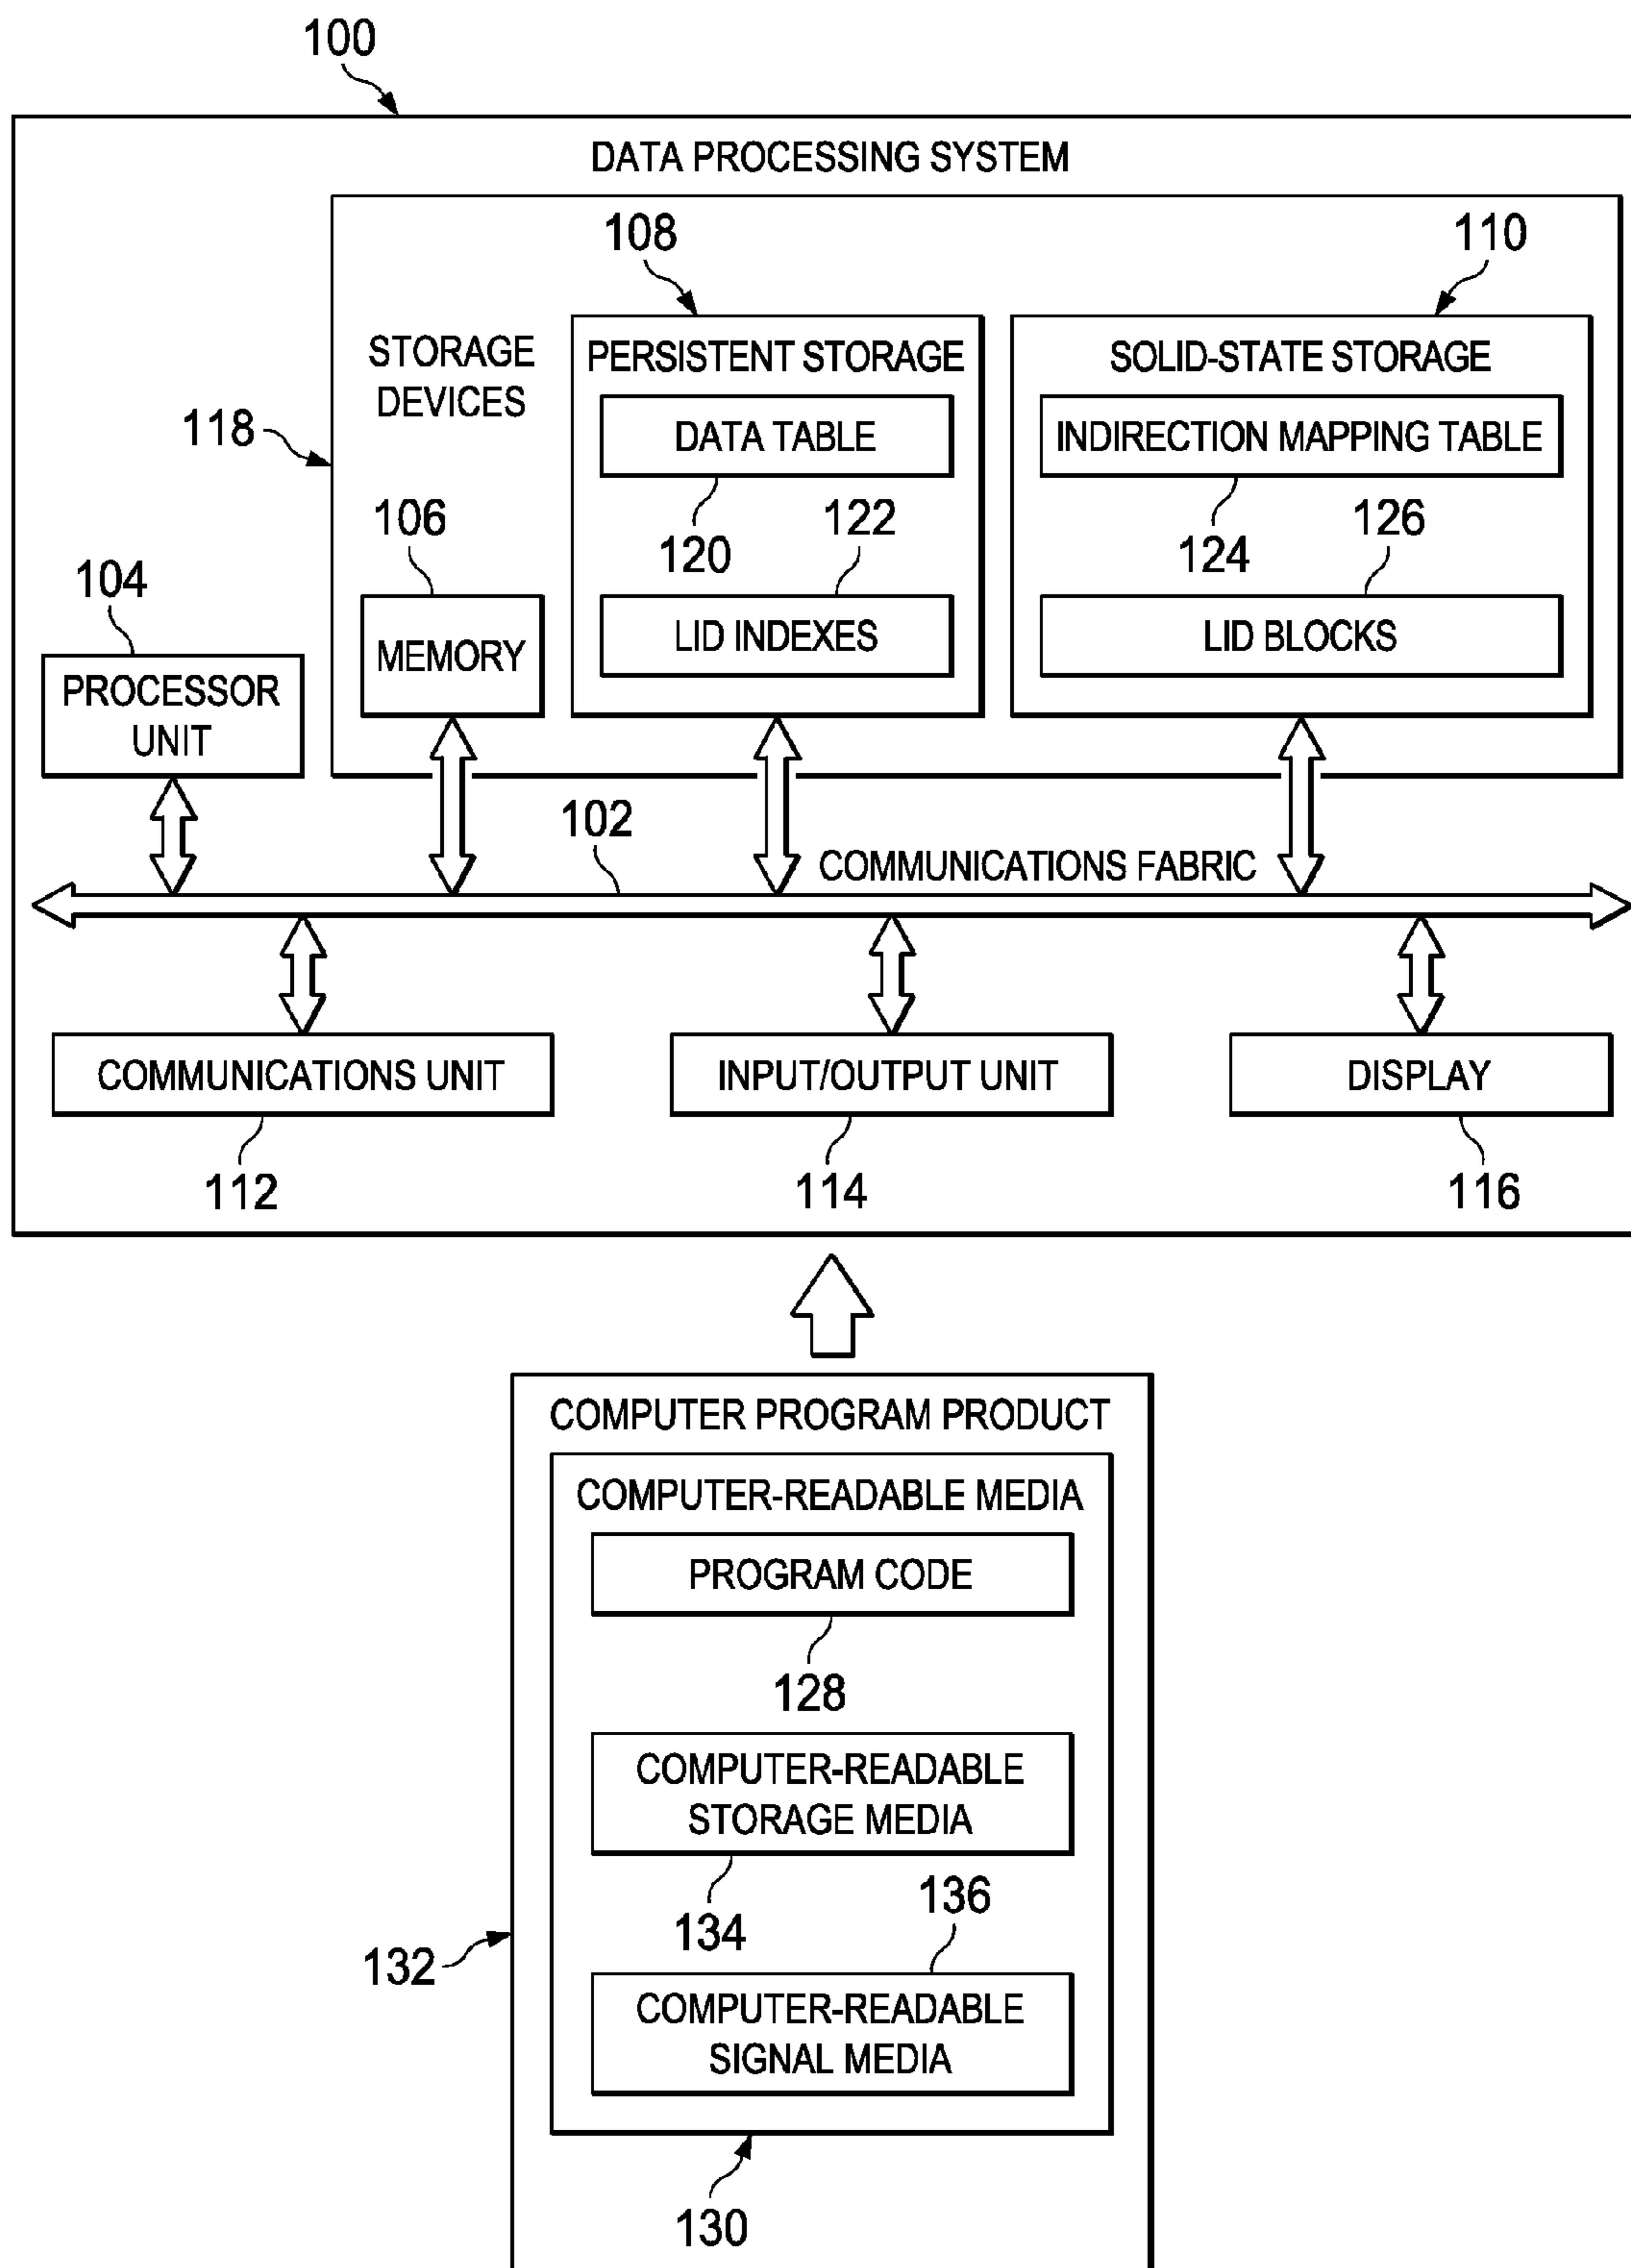 100
DATA PROCESSING SYSTEM
108
110
STORAGE
DEVICES
PERSISTENT STORAGE
SOLID-STATE STORAGE
118
DATA TABLE
INDIRECTION MAPPING TABLE
106
122
126
120
124
104
MEMORY
LID INDEXES
LID BLOCKS
PROCESSOR
UNIT
102
COMMUNICATIONS FABRIC
COMMUNICATIONS UNIT
INPUT/OUTPUT UNIT
DISPLAY
112
114
116
COMPUTER PROGRAM PRODUCT
COMPUTER-READABLE MEDIA
PROGRAM CODE
128
COMPUTER-READABLE
STORAGE MEDIA
136
134
132
COMPUTER-READABLE
SIGNAL MEDIA
130